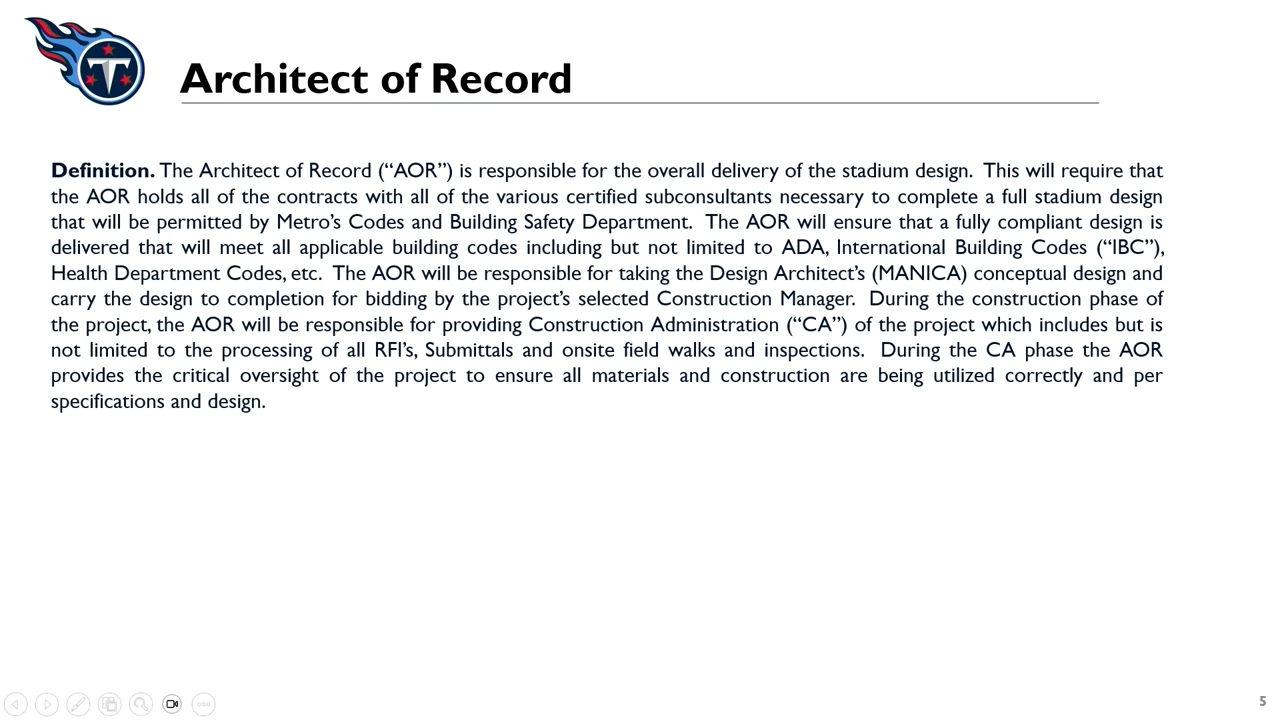 T
Architect of Record
Definition. The Architect of Record (“AOR”) is responsible for the overall delivery of the stadium design.  This will require that
the AOR holds all of the contracts with all of the various certified subconsultants necessary to complete a full stadium design
that will be permitted by Metro’s Codes and Building Safety Department.  The AOR will ensure that a fully compliant design is
delivered that will meet all applicable building codes including but not limited to ADA, International Building Codes (“IBC”),
Health Department Codes, etc.  The AOR will be responsible for taking the Design Architect’s (MANICA) conceptual design and
carry the design to completion for bidding by the project’s selected Construction Manager.  During the construction phase of
the project, the AOR will be responsible for providing Construction Administration (“CA”) of the project which includes but is
not limited to the processing of all RFI’s, Submittals and onsite field walks and inspections.  During the CA phase the AOR
provides the critical oversight of the project to ensure all materials and construction are being utilized correctly and per
specifications and design.
5